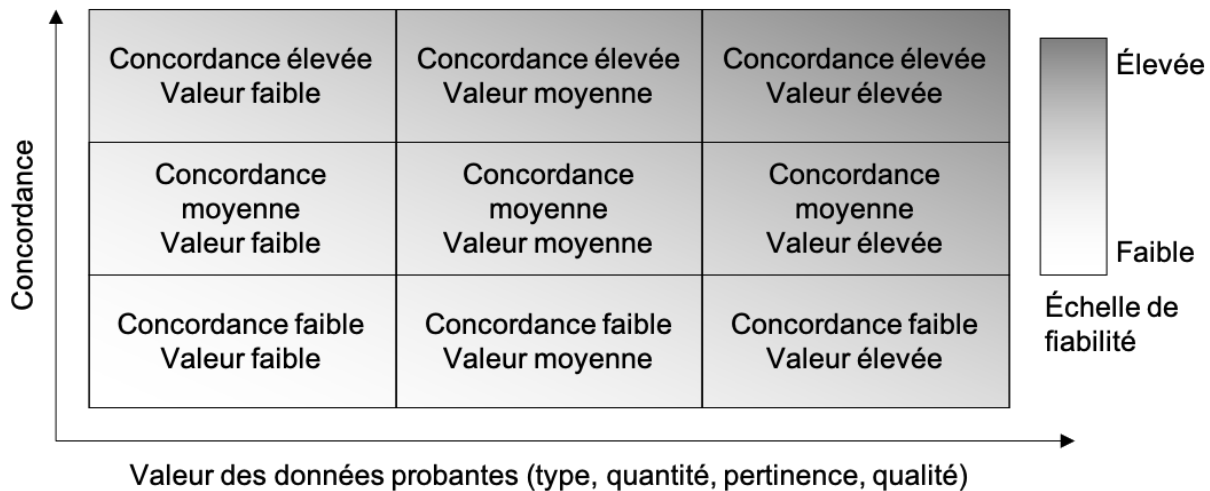 Concordance élevée
Valeur faible
Concordance élevée
Valeur moyenne
Concordance élevée
Valeur élevée
Concordance
moyenne
Valeur faible
Concordance
moyenne
Valeur moyenne
Concordance
moyenne
Valeur élevée
Concordance faible
Valeur faible
Concordance faible
Valeur moyenne
Concordance faible
Valeur élevée
Concordance
Valeur des données probantes (type, quantité, pertinence, qualité)
Élevée
Faible
Échelle de
fiabilité